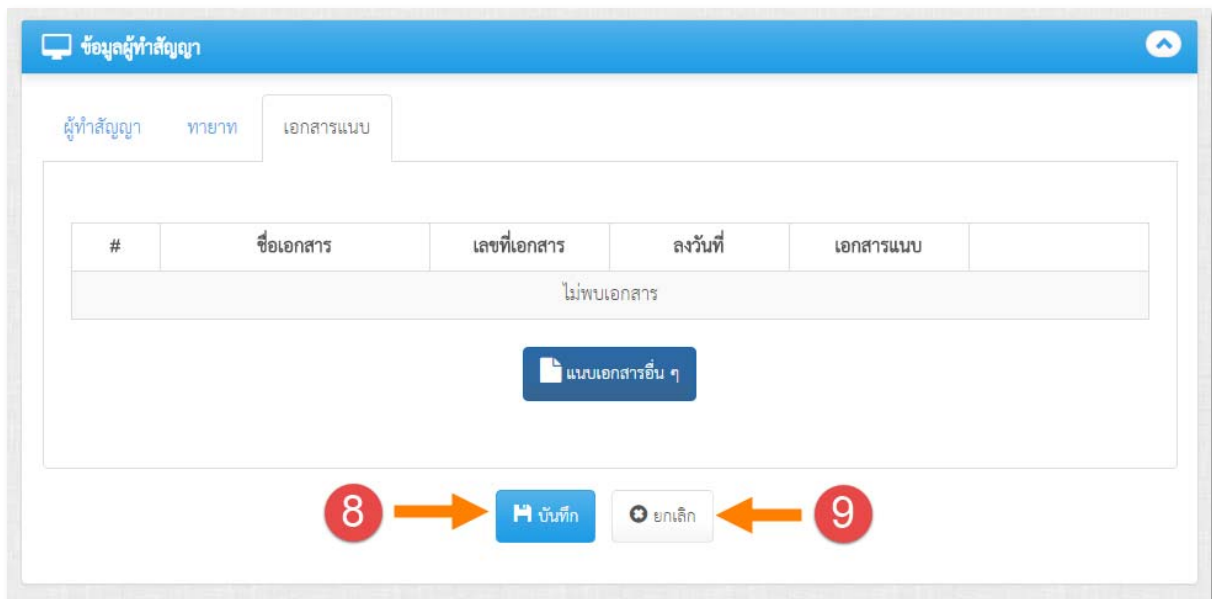 ข้อมูลผู้ทำสัญญา
ผู้ทำสัญญา ทายาท เอกสารแนบ
# ชื่อเอกสาร เลขที่เอกสาร ลงวันที่ เอกสารแนบ
ไม่พบเอกสาร
แนบเอกสารอื่น ๆ
8 บันทึก ยกเลิก 9